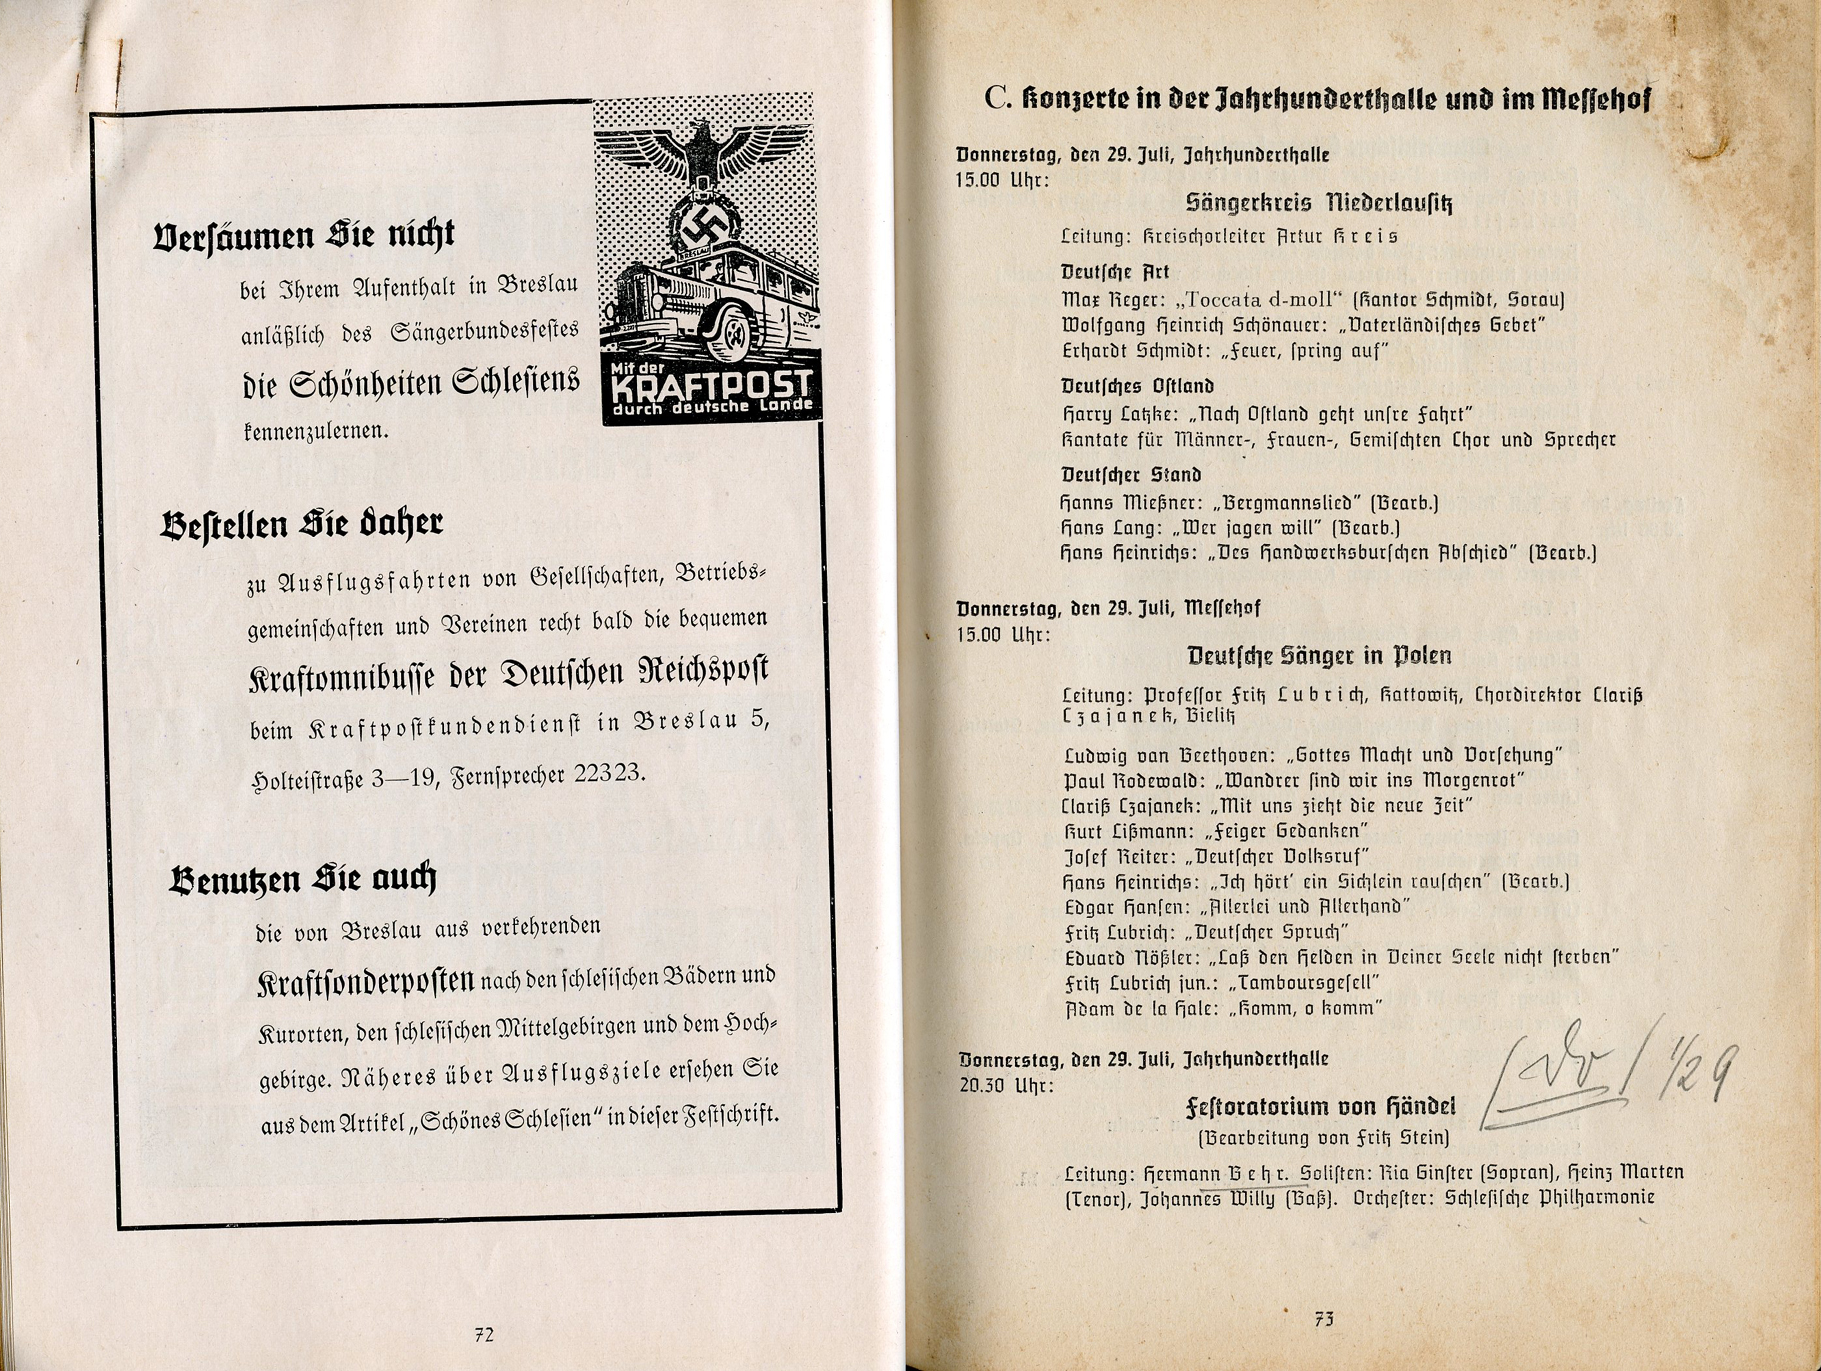 Versäumen Sie nicht
bei Ihrem Aufenthalt in Breslau
anläßlich des Sängerbundesfestes
die Schönheiten Schlesiens
kennenzulernen.
BRESLAU
Mit der
KRAFTPOST
durch deutsche Lande
Bestellen Sie daher
zu Ausflugsfahrten von Gesellschaften, Betriebs-
gemeinschaften und Vereinen recht bald die bequemen
Kraftomnibusse der Deutschen Reichspost
beim Kraftpostkundendienst in Breslau 5,
Holteistraße 3—19, Fernsprecher 22323.
Benutzen Sie auch
die von Breslau aus verkehrenden
Kraftsonderposten nach den schlesischen Bädern und
Kurorten, den schlesischen Mittelgebirgen und dem Hoch-
gebirge. Näheres über Ausflugsziele ersehen Sie
aus dem Artikel „Schönes Schlesien“ in dieser Festschrift.
72
C. Konzerte in der Jahrhunderthalle und im Messehof
Donnerstag, den 29. Juli, Jahrhunderthalle
15.00 Uhr:
Sängerkreis Niederlausitz
Leitung: Kreischorleiter Artur Kreis
Deutsche Art
Max Reger: „Toccata d-moll“ (Kantor Schmidt, Sorau)
Wolfgang Heinrich Schönauer: „Vaterländisches Gebet”
Erhardt Schmidt: „Feuer, spring auf”
Deutsches Ostland
Harry Latzke: „Nach Ostland geht unsre Fahrt”
Kantate für Männer-, Frauen-, Gemischten Chor und Sprecher
Deutscher Stand
Hanns Mießner: „Bergmannslied” (Bearb.)
Hans Lang: „Wer jagen will” (Bearb.)
Hans Heinrichs: „Des Handwerksburschen Abschied” (Bearb.)
Donnerstag, den 29. Juli, Messehof
15.00 Uhr:
Deutsche Sänger in Polen
Leitung: Professor Fritz Lubrich, Kattowitz, Chordirektor Clariß
Czajanek, Bielitz
Ludwig van Beethoven: „Gottes Macht und Vorsehung”
Paul Rodewald: „Wandrer sind wir ins Morgenrot”
Clariß Czajanek: „Mit uns zieht die neue Zeit”
Kurt Lißmann: „Feiger Gedanken”
Josef Reiter: „Deutscher Volksruf”
Hans Heinrichs: „Ich hört’ ein Sichlein rauschen” (Bearb.)
Edgar Hansen: „Allerlei und Allerhand”
Fritz Lubrich: „Deutscher Spruch”
Eduard Nößler: „Laß den Helden in Deiner Seele nicht sterben”
Fritz Lubrich jun.: „Tamboursgesell”
Adam de la Hale: „Komm, o komm”
Donnerstag, den 29. Juli, Jahrhunderthalle
20.30 Uhr:
Festoratorium von Händel
(Bearbeitung von Fritz Stein)
Leitung: Hermann Behr. Solisten: Ria Ginster (Sopran), Heinz Marten
(Tenor), Johannes Willy (Baß). Orchester: Schlesische Philharmonie
73